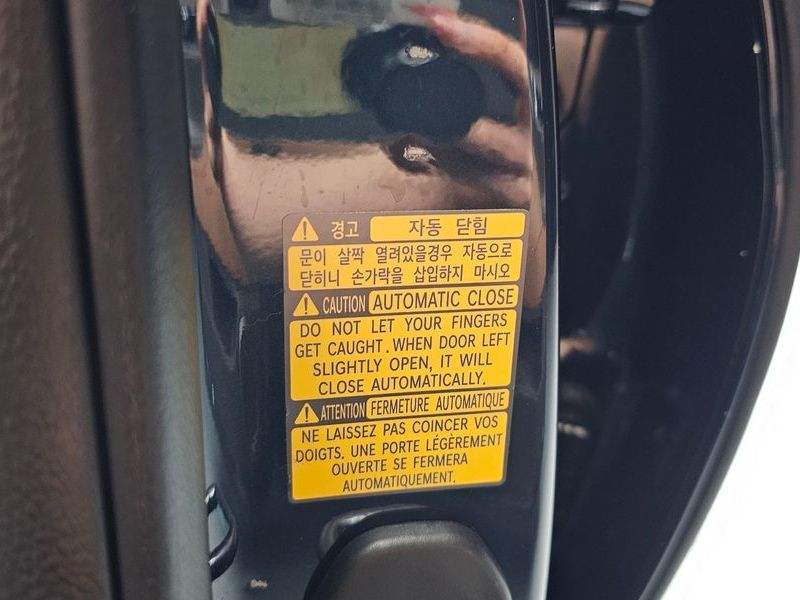 경고 자동 닫힘
문이 살짝 열려있을경우 자동으로
닫히니 손가락을 삽입하지 마시오
CAUTION AUTOMATIC CLOSE
DO NOT LET YOUR FINGERS
GET CAUGHT. WHEN DOOR LEFT
SLIGHTLY OPEN, IT WILL
CLOSE AUTOMATICALLY.
ATTENTION FERMETURE AUTOMATIQUE
NE LAISSEZ PAS COINCER VOS
DOIGTS. UNE PORTE LÉGÈREMENT
OUVERTE SE FERMERA
AUTOMATIQUEMENT.